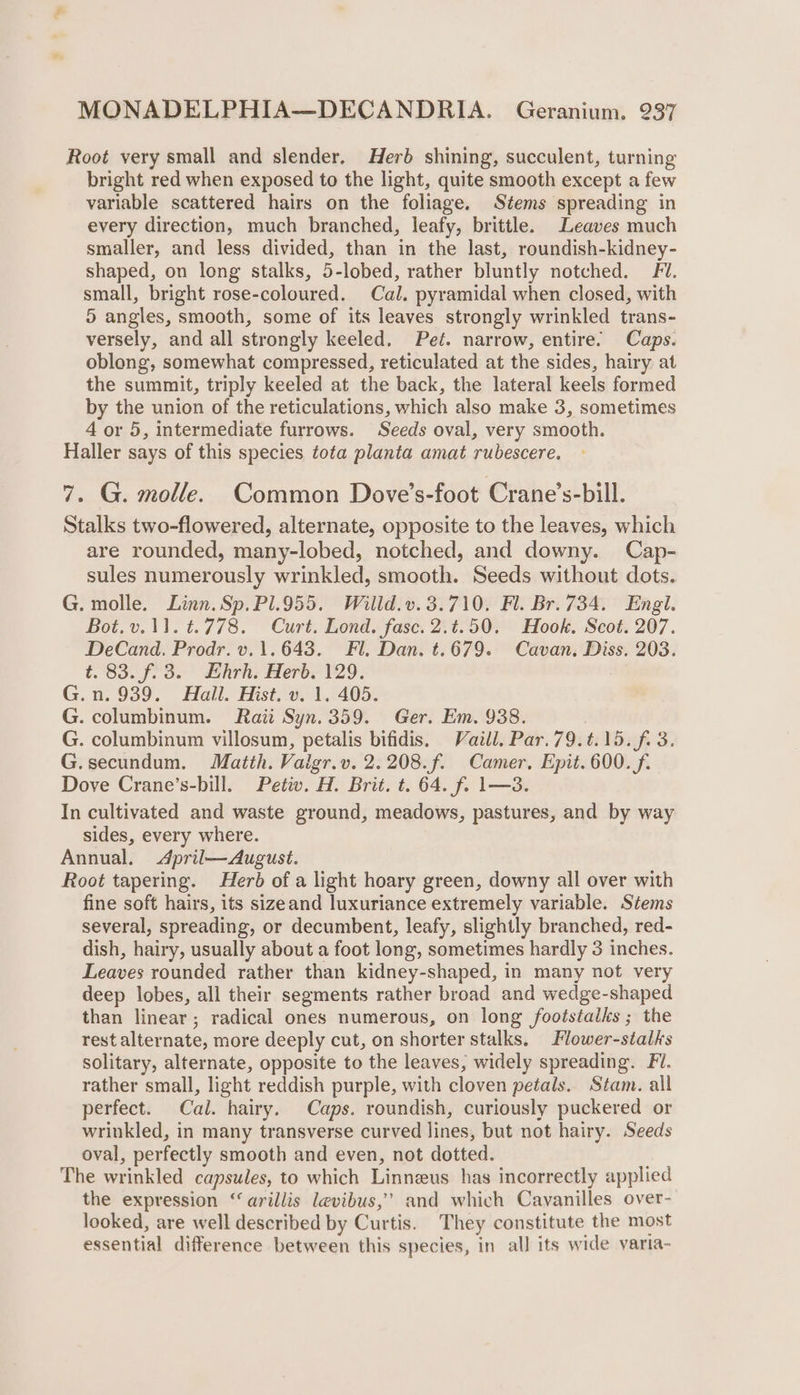 MONADELPHIA—DECANDRIA. Geranium. 237
Root very small and slender. Herb shining, succulent, turning
bright red when exposed to the light, quite smooth except a few
variable scattered hairs on the foliage. Stems spreading in
every direction, much branched, leafy, brittle. Leaves much
smaller, and less divided, than in the last, roundish-kidney-
shaped, on long stalks, 5-lobed, rather bluntly notched. Fl.
small, bright rose-coloured. Cal. pyramidal when closed, with
5 angles, smooth, some of its leaves strongly wrinkled trans-
versely, and all strongly keeled. Pet. narrow, entire. Caps.
oblong, somewhat compressed, reticulated at the sides, hairy at
the summit, triply keeled at the back, the lateral keels formed
by the union of the reticulations, which also make 3, sometimes
4 or 5, intermediate furrows. Seeds oval, very smooth.
Haller says of this species tota planta amat rubescere.
7. G. molle. Common Dove's-foot Crane's-bill.
Stalks two-flowered, alternate, opposite to the leaves, which
are rounded, many-lobed, notched, and downy. Cap-
sules numerously wrinkled, smooth. Seeds without dots.
G. molle. Linn. Sp. Pl. 955. Willd. v. 3. 710. Fl. Br. 734. Engl.
Bot. v. 11. t. 778. Curt. Lond. fasc. 2. t. 50. Hook. Scot. 207.
DeCand. Prodr. v. 1. 643. Fl. Dan. t. 679. Cavan. Diss. 203.
t. 83. f. 3. Ehrh. Herb. 129.
G. n. 939. Hall. Hist. v. 1. 405.
G. columbinum. Raii Syn. 359. Ger. Em. 938.
G. columbinum villosum, petalis bifidis. Vaill. Par. 79. t. 15. f. 3.
G. secundum. Matth. Valgr. v. 2. 208. f. Camer. Epit. 600. f.
Dove Crane's-bill. Petiv. H. Brit. t. 64. f. 1—3.
In cultivated and waste ground, meadows, pastures, and by way
sides, every where.
Annual. April—August.
Root tapering. Herb of a light hoary green, downy all over with
fine soft hairs, its size and luxuriance extremely variable. Stems
several, spreading, or decumbent, leafy, slightly branched, red-
dish, hairy, usually about a foot long, sometimes hardly 3 inches.
Leaves rounded rather than kidney-shaped, in many not very
deep lobes, all their segments rather broad and wedge-shaped
than linear; radical ones numerous, on long footstalks; the
rest alternate, more deeply cut, on shorter stalks. Flower-stalks
solitary, alternate, opposite to the leaves, widely spreading. Fl.
rather small, light reddish purple, with cloven petals. Stam. all
perfect. Cal. hairy. Caps. roundish, curiously puckered or
wrinkled, in many transverse curved lines, but not hairy. Seeds
oval, perfectly smooth and even, not dotted.
The wrinkled capsules, to which Linnæus has incorrectly applied
the expression “arillis lævibus,” and which Cavanilles over-
looked, are well described by Curtis. They constitute the most
essential difference between this species, in all its wide varia-